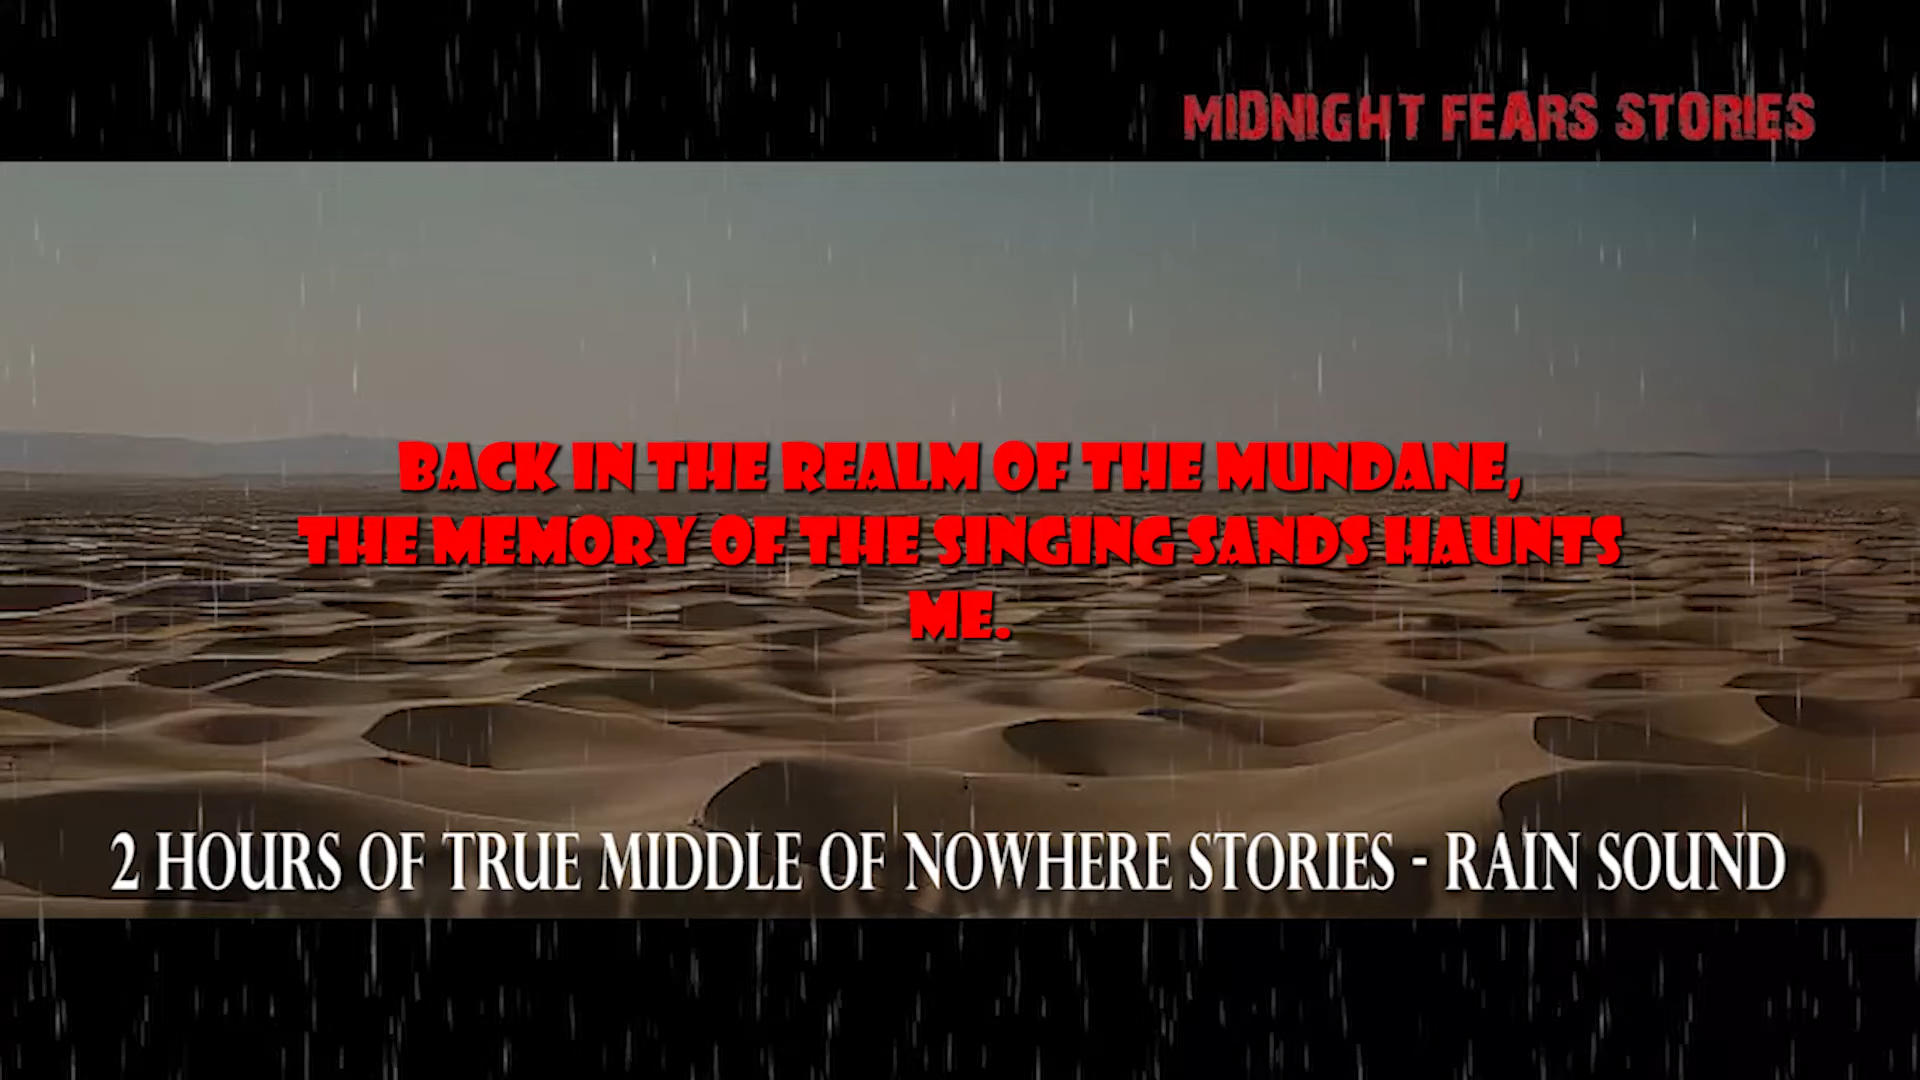 MIDNIGHT FEARS STORIES
BACK IN THE REALM OF THE MUNDANE,
THE MEMORY OF THE SINGING SANDS HAUNTS
ME.
2 HOURS OF TRUE MIDDLE OF NOWHERE STORIES - RAIN SOUND